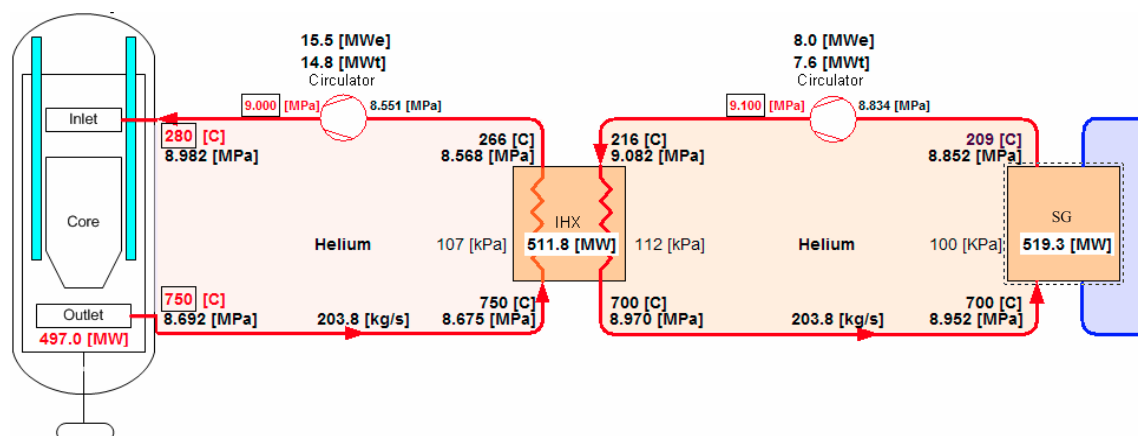 15.5 [MWe]
14.8 [MWt]
Circulator
8.0 [MWe]
7.6 [MWt]
Circulator
9.000 [MPa]
8.551 [MPa]
9.100 [MPa]
8.834 [MPa]
Inlet
280 [C]
8.982 [MPa]
266 [C]
8.568 [MPa]
216 [C]
9.082 [MPa]
209 [C]
8.852 [MPa]
Core
Helium
107 [kPa]
IHX
511.8 [MW]
112 [kPa]
Helium
100 [KPa]
SG
519.3 [MW]
Outlet
497.0 [MW]
750 [C]
8.692 [MPa]
203.8 [kg/s]
750 [C]
8.675 [MPa]
700 [C]
8.970 [MPa]
203.8 [kg/s]
700 [C]
8.952 [MPa]